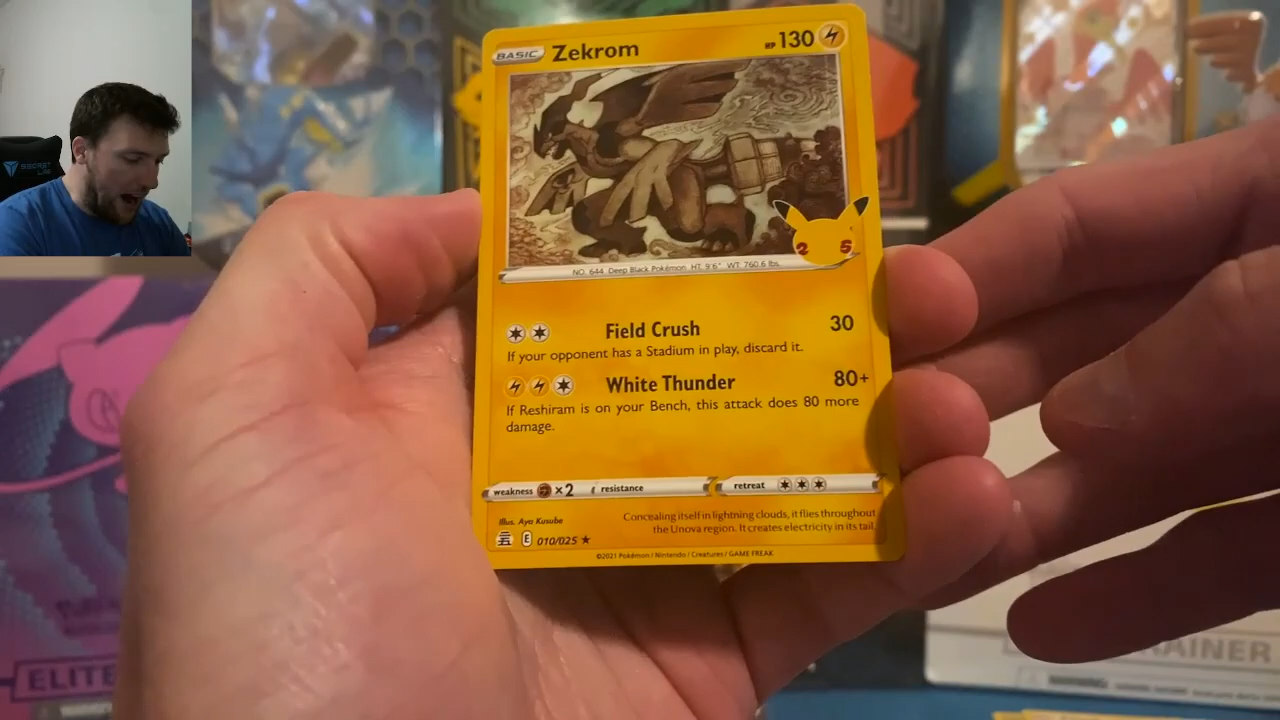 SECRET
LAB
BASIC Zekrom HP 130
25
NO. 644 Deep Black Pokémon HT: 9'6" WT: 760.6 lbs.
Field Crush 30
If your opponent has a Stadium in play, discard it.
White Thunder 80+
If Reshiram is on your Bench, this attack does 80 more
damage.
weakness ×2 resistance retreat
Illus. Aya Kusube
Concealing itself in lightning clouds, it flies throughout
the Unova region. It creates electricity in its tail.
E 010/025 ★
©2021 Pokémon / Nintendo / Creatures / GAME FREAK
ELITE
RAINER